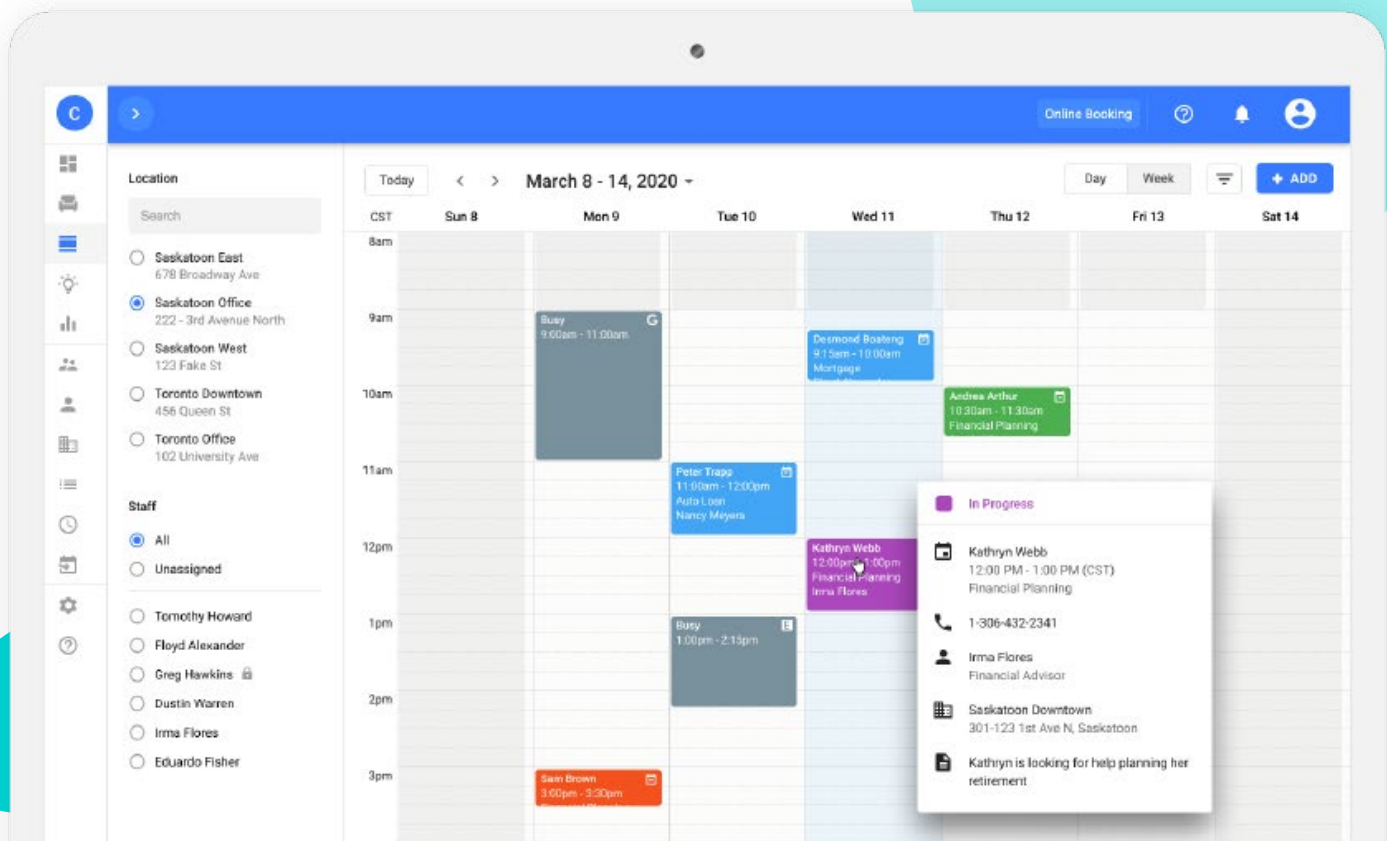 C
Online Booking
Location
Search
Saskatoon East
678 Broadway Ave
Saskatoon Office
222 - 3rd Avenue North
Saskatoon West
123 Fake St
Toronto Downtown
456 Queen St
Toronto Office
102 University Ave
Staff
All
Unassigned
Tomothy Howard
Floyd Alexander
Greg Hawkins
Dustin Warren
Irma Flores
Eduardo Fisher
Today
March 8 - 14, 2020
Day
Week
+ ADD
CST
Sun 8
Mon 9
Tue 10
Wed 11
Thu 12
Fri 13
Sat 14
8am
9am
10am
11am
12pm
1pm
2pm
3pm
Busy G
9:00am - 11:00am
Sam Brown
3:00pm - 3:30pm
Peter Trapp
11:00am - 12:00pm
Auto Loan
Nancy Meyers
Busy E
1:00pm - 2:15pm
Desmond Boateng
9:15am - 10:00am
Mortgage
Kathryn Webb
12:00pm - 1:00pm
Financial Planning
Irma Flores
Andrea Arthur
10:30am - 11:30am
Financial Planning
In Progress
Kathryn Webb
12:00 PM - 1:00 PM (CST)
Financial Planning
1-306-432-2341
Irma Flores
Financial Advisor
Saskatoon Downtown
301-123 1st Ave N, Saskatoon
Kathryn is looking for help planning her
retirement